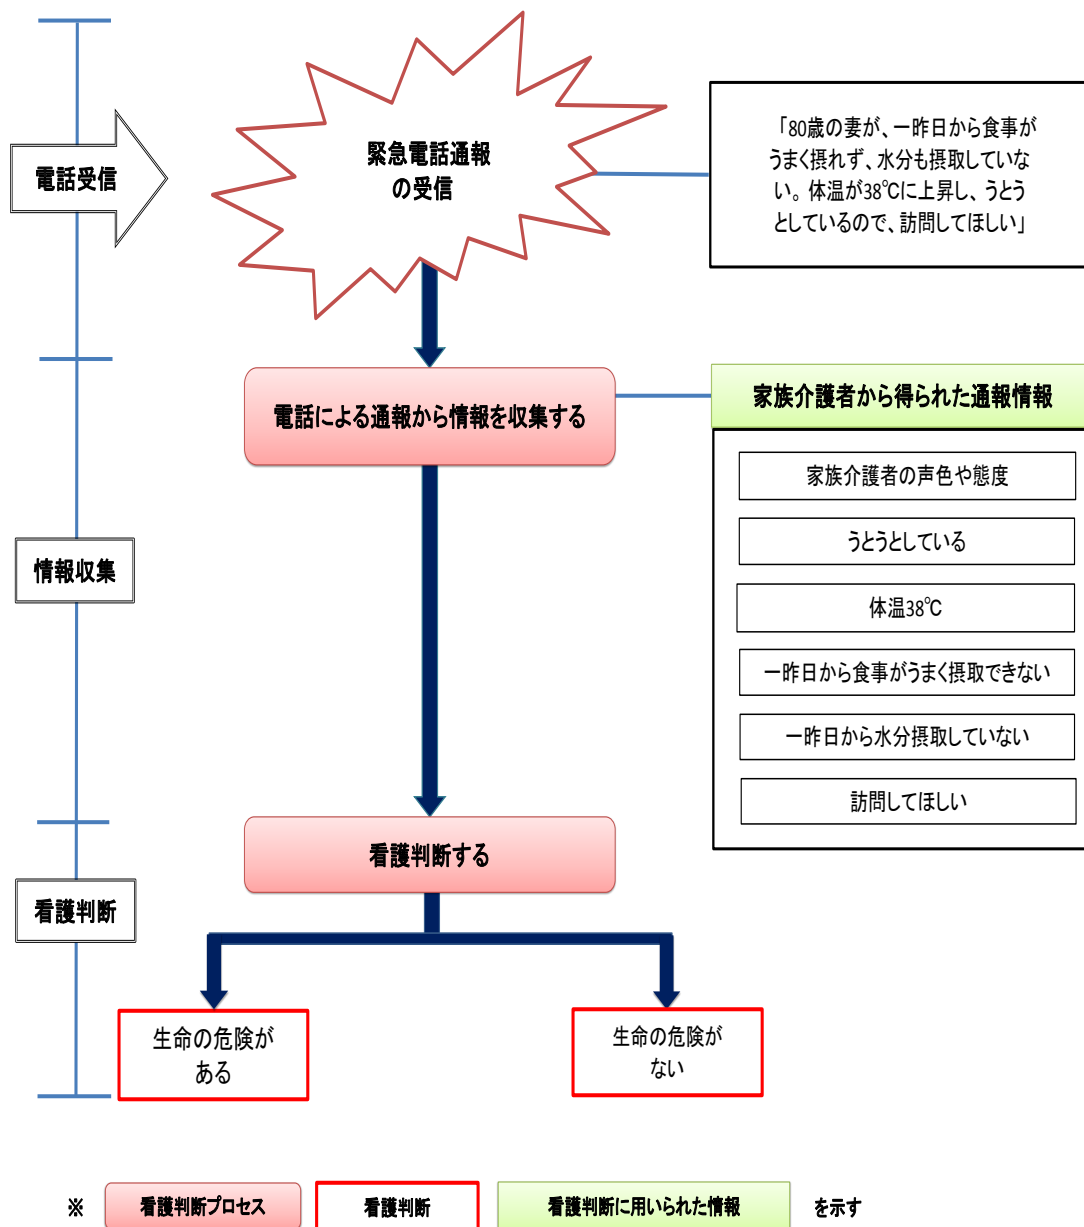 電話受信
緊急電話通報
の受信
「80歳の妻が、一昨日から食事が
うまく摂れず、水分も摂取していな
い。体温が38℃に上昇し、うとう
としているので、訪問してほしい」
電話による通報から情報を収集する
家族介護者から得られた通報情報
家族介護者の声色や態度
うとうとしている
体温38℃
一昨日から食事がうまく摂取できない
一昨日から水分摂取していない
訪問してほしい
情報収集
看護判断する
看護判断
生命の危険が
ある
生命の危険が
ない
※ 看護判断プロセス 看護判断 看護判断に用いられた情報 を示す